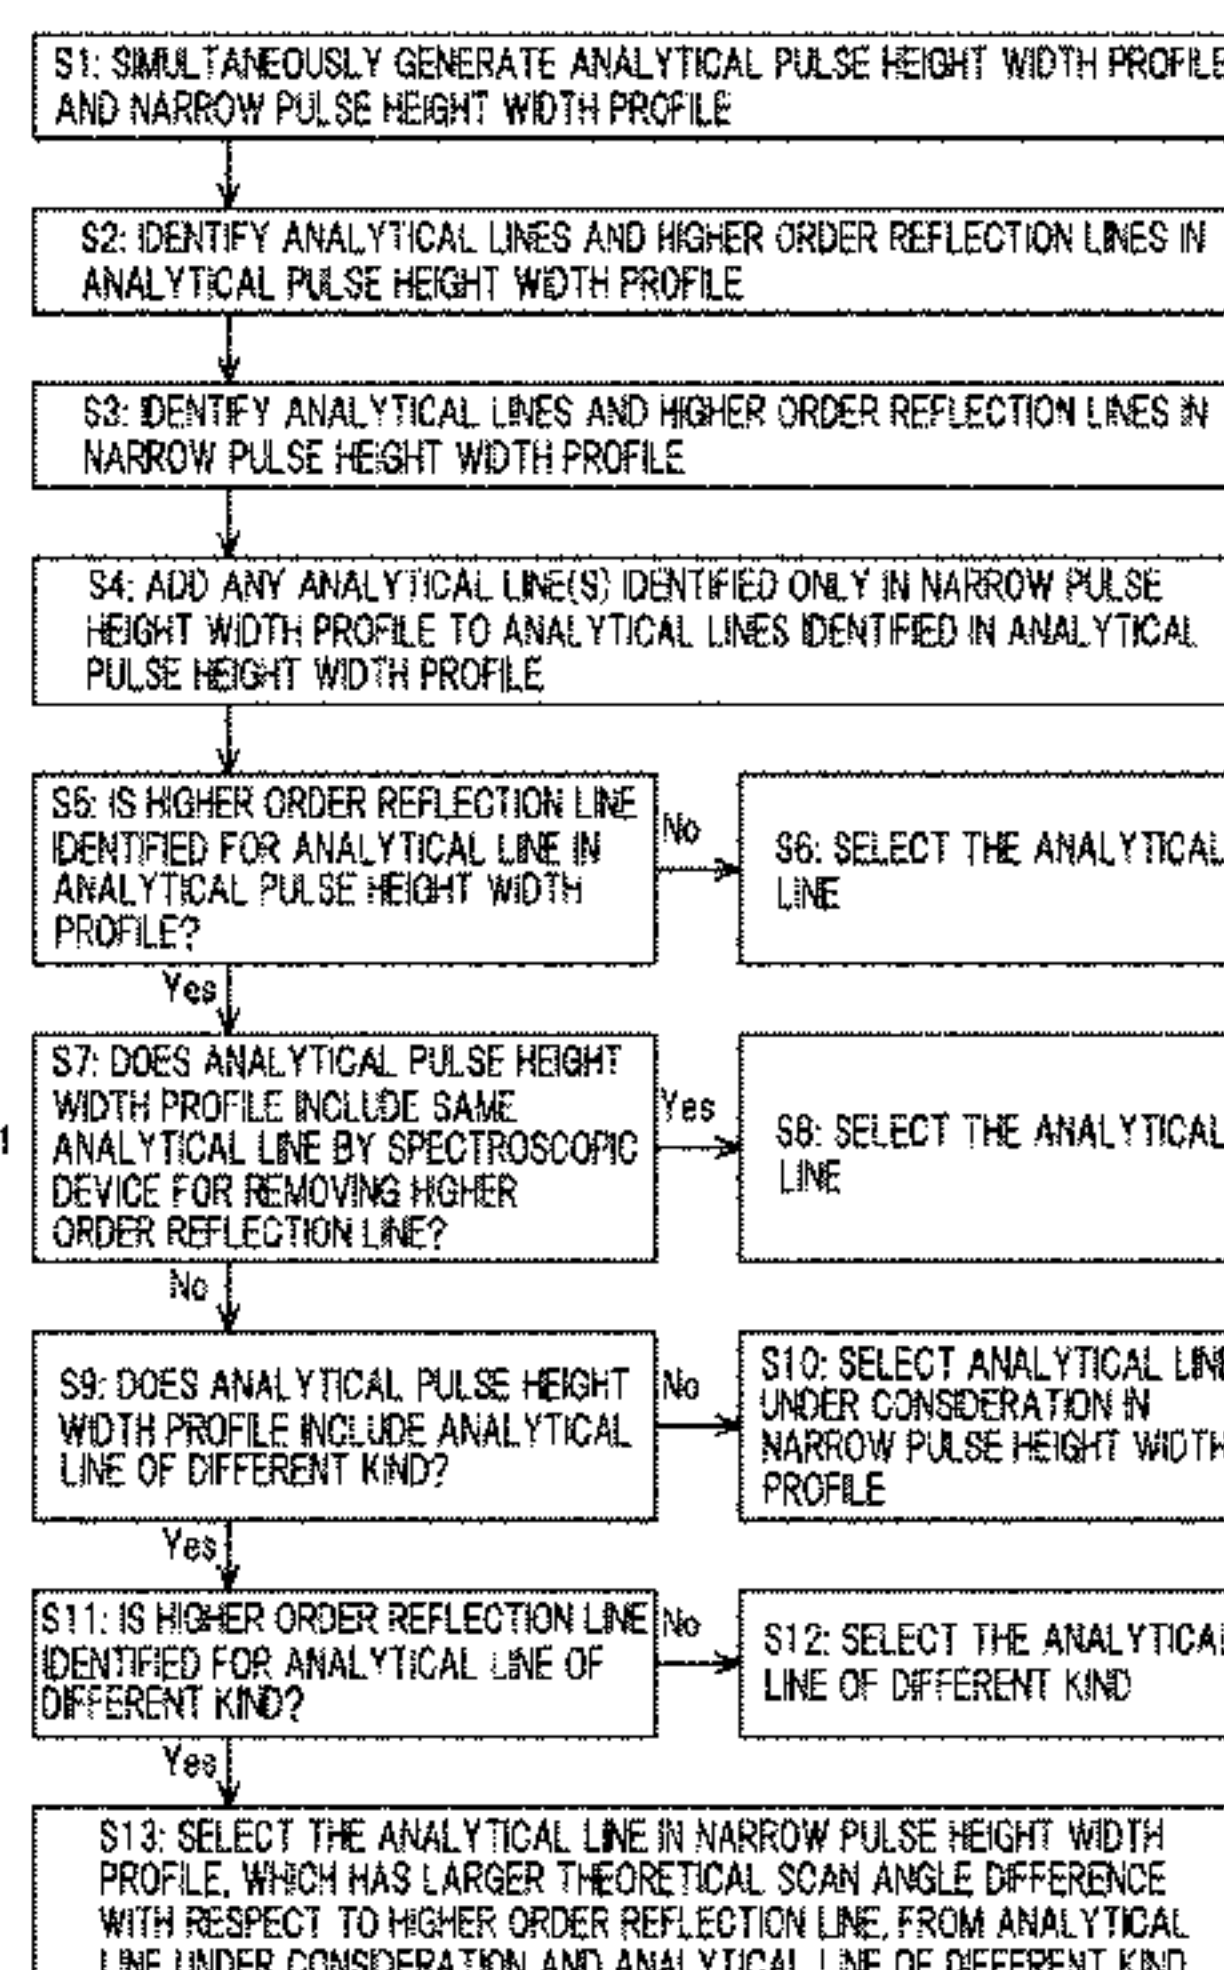 S1: SIMULTANEOUSLY GENERATE ANALYTICAL PULSE HEIGHT WIDTH PROFILE
AND NARROW PULSE HEIGHT WIDTH PROFILE
S2: IDENTIFY ANALYTICAL LINES AND HIGHER ORDER REFLECTION LINES IN
ANALYTICAL PULSE HEIGHT WIDTH PROFILE
S3: IDENTIFY ANALYTICAL LINES AND HIGHER ORDER REFLECTION LINES IN
NARROW PULSE HEIGHT WIDTH PROFILE
S4: ADD ANY ANALYTICAL LINE(S) IDENTIFIED ONLY IN NARROW PULSE
HEIGHT WIDTH PROFILE TO ANALYTICAL LINES IDENTIFIED IN ANALYTICAL
PULSE HEIGHT WIDTH PROFILE
S5: IS HIGHER ORDER REFLECTION LINE
IDENTIFIED FOR ANALYTICAL LINE IN
ANALYTICAL PULSE HEIGHT WIDTH
PROFILE?
No
S6: SELECT THE ANALYTICAL
LINE
Yes
S7: DOES ANALYTICAL PULSE HEIGHT
WIDTH PROFILE INCLUDE SAME
ANALYTICAL LINE BY SPECTROSCOPIC
DEVICE FOR REMOVING HIGHER
ORDER REFLECTION LINE?
Yes
S8: SELECT THE ANALYTICAL
LINE
No
S9: DOES ANALYTICAL PULSE HEIGHT
WIDTH PROFILE INCLUDE ANALYTICAL
LINE OF DIFFERENT KIND?
No
S10: SELECT ANALYTICAL LINE
UNDER CONSIDERATION IN
NARROW PULSE HEIGHT WIDTH
PROFILE
Yes
S11: IS HIGHER ORDER REFLECTION LINE
IDENTIFIED FOR ANALYTICAL LINE OF
DIFFERENT KIND?
No
S12: SELECT THE ANALYTICAL
LINE OF DIFFERENT KIND
Yes
S13: SELECT THE ANALYTICAL LINE IN NARROW PULSE HEIGHT WIDTH
PROFILE, WHICH HAS LARGER THEORETICAL SCAN ANGLE DIFFERENCE
WITH RESPECT TO HIGHER ORDER REFLECTION LINE, FROM ANALYTICAL
LINE UNDER CONSIDERATION AND ANALYTICAL LINE OF DIFFERENT KIND